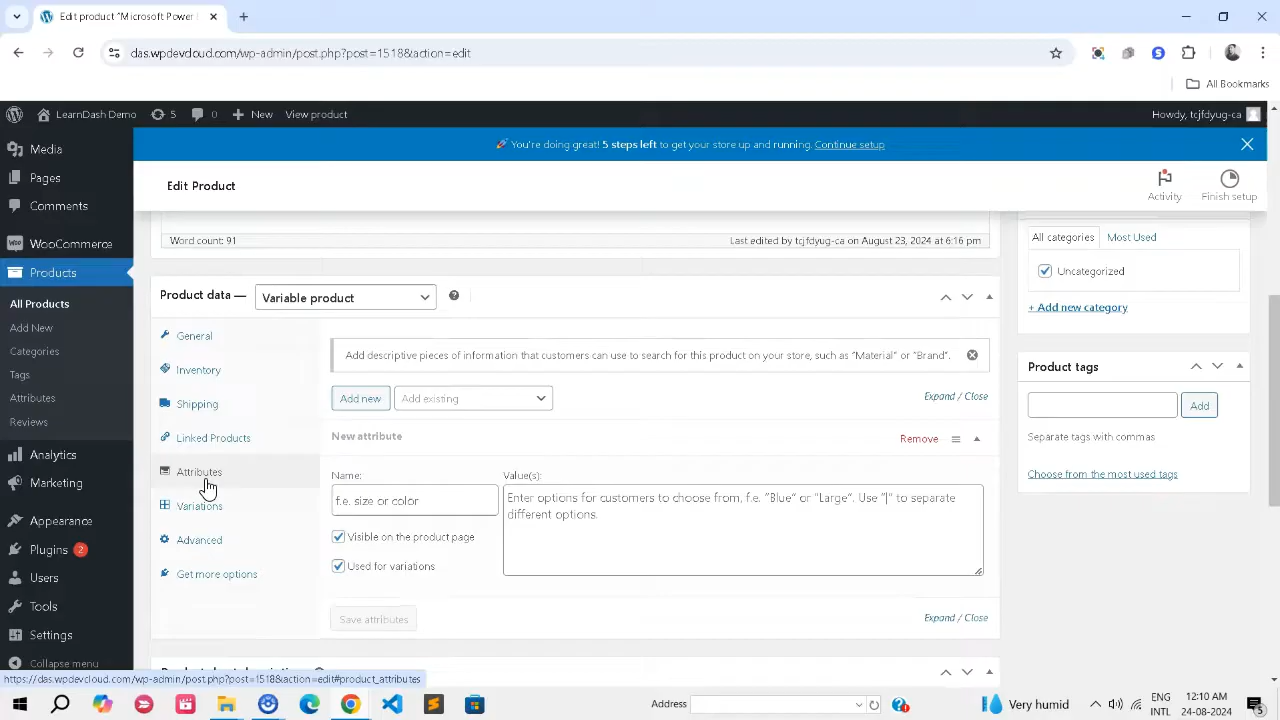 Edit product "Microsoft Power
das.wpdevcloud.com/wp-admin/post.php?post=1518&action=edit
All Bookmarks
LearnDash Demo 5 0 New View product Howdy, tcjfdyug-ca
Media
Pages
Comments
WooCommerce
Products
All Products
Add New
Categories
Tags
Attributes
Reviews
Analytics
Marketing
Appearance
Plugins 2
Users
Tools
Settings
Collapse menu
🚀 You're doing great! 5 steps left to get your store up and running. Continue setup
Edit Product
Activity
Finish setup
Word count: 91 Last edited by tcjfdyug-ca on August 23, 2024 at 6:16 pm
Product data — Variable product
General
Inventory
Shipping
Linked Products
Attributes
Variations
Advanced
Get more options
Add descriptive pieces of information that customers can use to search for this product on your store, such as "Material" or "Brand".
Add new Add existing Expand / Close
New attribute Remove
Name: Value(s):
f.e. size or color
Enter options for customers to choose from, f.e. "Blue" or "Large". Use "|" to separate
different options.
Visible on the product page
Used for variations
Save attributes Expand / Close
All categories Most Used
Uncategorized
+ Add new category
Product tags
Add
Separate tags with commas
Choose from the most used tags
https://das.wpdevcloud.com/wp-admin/post.php?post=1518&action=edit#product_attributes
Address
Very humid
ENG
INTL
12:10 AM
24-08-2024
5